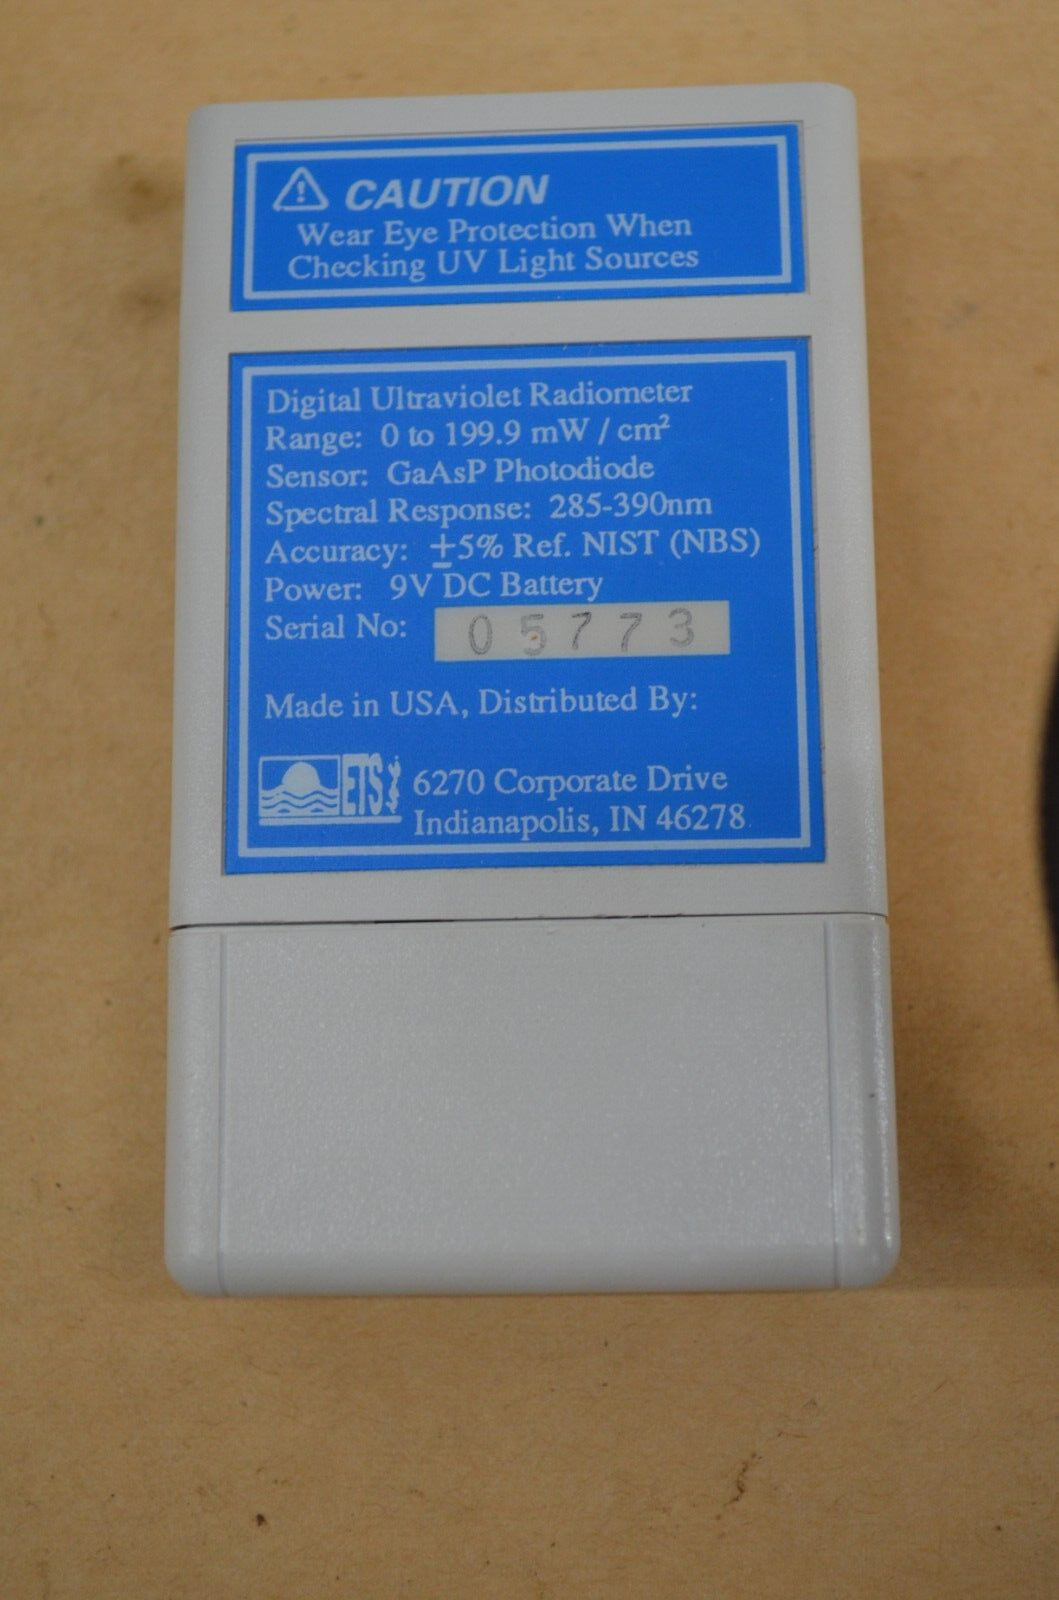 CAUTION
Wear Eye Protection When
Checking UV Light Sources
Digital Ultraviolet Radiometer
Range: 0 to 199.9 mW / cm²
Sensor: GaAsP Photodiode
Spectral Response: 285-390nm
Accuracy: ±5% Ref. NIST (NBS)
Power: 9V DC Battery
Serial No: 05773
Made in USA, Distributed By:
ETS
6270 Corporate Drive
Indianapolis, IN 46278